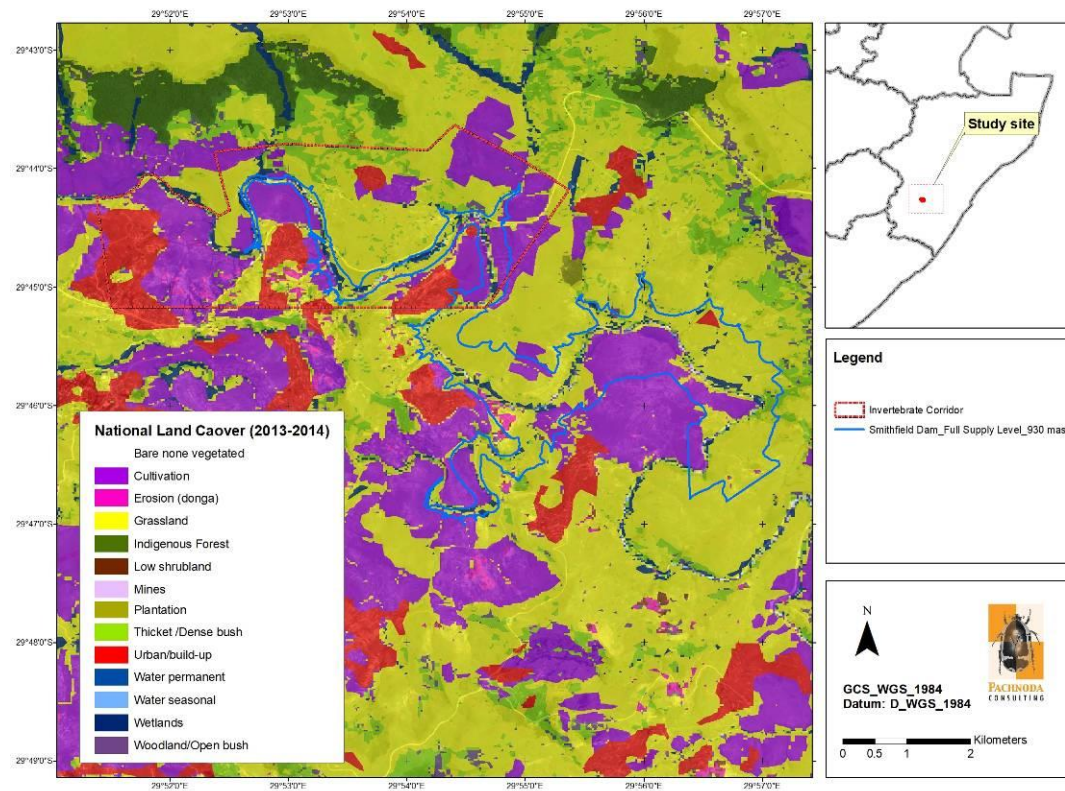 29°52'0"E 29°53'0"E 29°54'0"E 29°55'0"E 29°56'0"E 29°57'0"E
29°43'0"S
29°44'0"S
29°45'0"S
29°46'0"S
29°47'0"S
29°48'0"S
29°49'0"S
National Land Caover (2013-2014)
Bare none vegetated
Cultivation
Erosion (donga)
Grassland
Indigenous Forest
Low shrubland
Mines
Plantation
Thicket /Dense bush
Urban/build-up
Water permanent
Water seasonal
Wetlands
Woodland/Open bush
29°52'0"E 29°53'0"E 29°54'0"E 29°55'0"E 29°56'0"E 29°57'0"E
Study site
Legend
Invertebrate Corridor
Smithfield Dam_Full Supply Level_930 mas
N
PACHNODA
CONSULTING
GCS_WGS_1984
Datum: D_WGS_1984
0 0.5 1 2 Kilometers